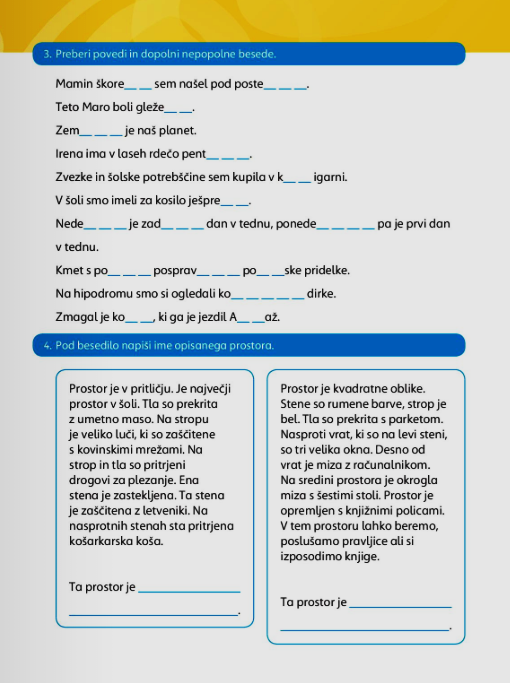 3. Preberi povedi in dopolni nepopolne besede.
Mamin škore__ __ sem našel pod poste__ __ __.
Teto Maro boli gleže__ __.
Zem__ __ __ je naš planet.
Irena ima v laseh rdečo pent__ __ __.
Zvezke in šolske potrebščine sem kupila v k__ __ igarni.
V šoli smo imeli za kosilo ješpre__ __.
Nede__ __ __ je zad__ __ __ dan v tednu, ponede__ __ __ __ pa je prvi dan
v tednu.
Kmet s po__ __ __ posprav__ __ __ po__ __ske pridelke.
Na hipodromu smo si ogledali ko__ __ __ __ __ dirke.
Zmagal je ko__ __, ki ga je jezdil A__ __až.
4. Pod besedilo napiši ime opisanega prostora.
Prostor je v pritličju. Je največji
prostor v šoli. Tla so prekrita
z umetno maso. Na stropu
je veliko luči, ki so zaščitene
s kovinskimi mrežami. Na
strop in tla so pritrjeni
drogovi za plezanje. Ena
stena je zastekljena. Ta stena
je zaščitena z letveniki. Na
nasprotnih stenah sta pritrjena
košarkarska koša.
Ta prostor je ____________
____________________.
Prostor je kvadratne oblike.
Stene so rumene barve, strop je
bel. Tla so prekrita s parketom.
Nasproti vrat, ki so na levi steni,
so tri velika okna. Desno od
vrat je miza z računalnikom.
Na sredini prostora je okrogla
miza s šestimi stoli. Prostor je
opremljen s knjižnimi policami.
V tem prostoru lahko beremo,
poslušamo pravljice ali si
izposodimo knjige.
Ta prostor je ____________
____________________.